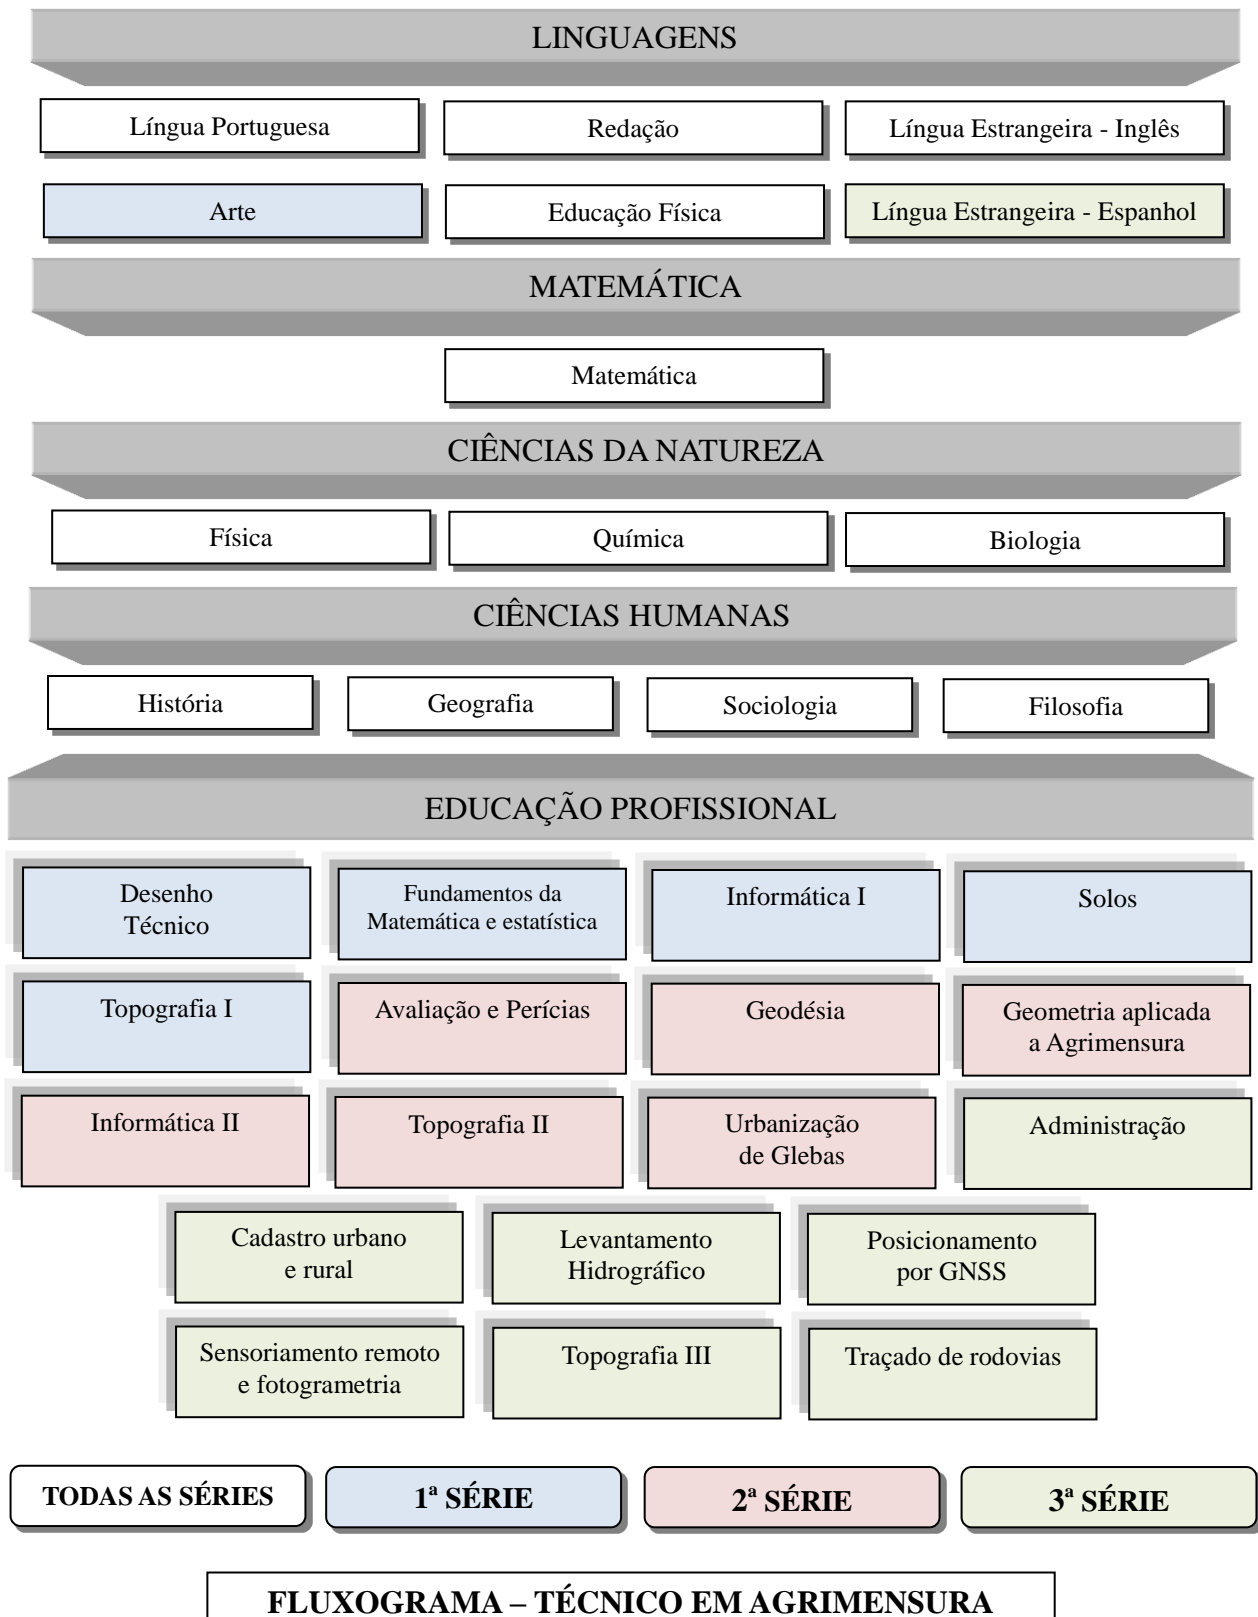 LINGUAGENS
Língua Portuguesa
Redação
Língua Estrangeira - Inglês
Arte
Educação Física
Língua Estrangeira - Espanhol
MATEMÁTICA
Matemática
CIÊNCIAS DA NATUREZA
Física
Química
Biologia
CIÊNCIAS HUMANAS
História
Geografia
Sociologia
Filosofia
EDUCAÇÃO PROFISSIONAL
Desenho
Técnico
Fundamentos da
Matemática e estatística
Informática I
Solos
Topografia I
Avaliação e Perícias
Geodésia
Geometria aplicada
a Agrimensura
Informática II
Topografia II
Urbanização
de Glebas
Administração
Cadastro urbano
e rural
Levantamento
Hidrográfico
Posicionamento
por GNSS
Sensoriamento remoto
e fotogrametria
Topografia III
Traçado de rodovias
TODAS AS SÉRIES
1ª SÉRIE
2ª SÉRIE
3ª SÉRIE
FLUXOGRAMA – TÉCNICO EM AGRIMENSURA